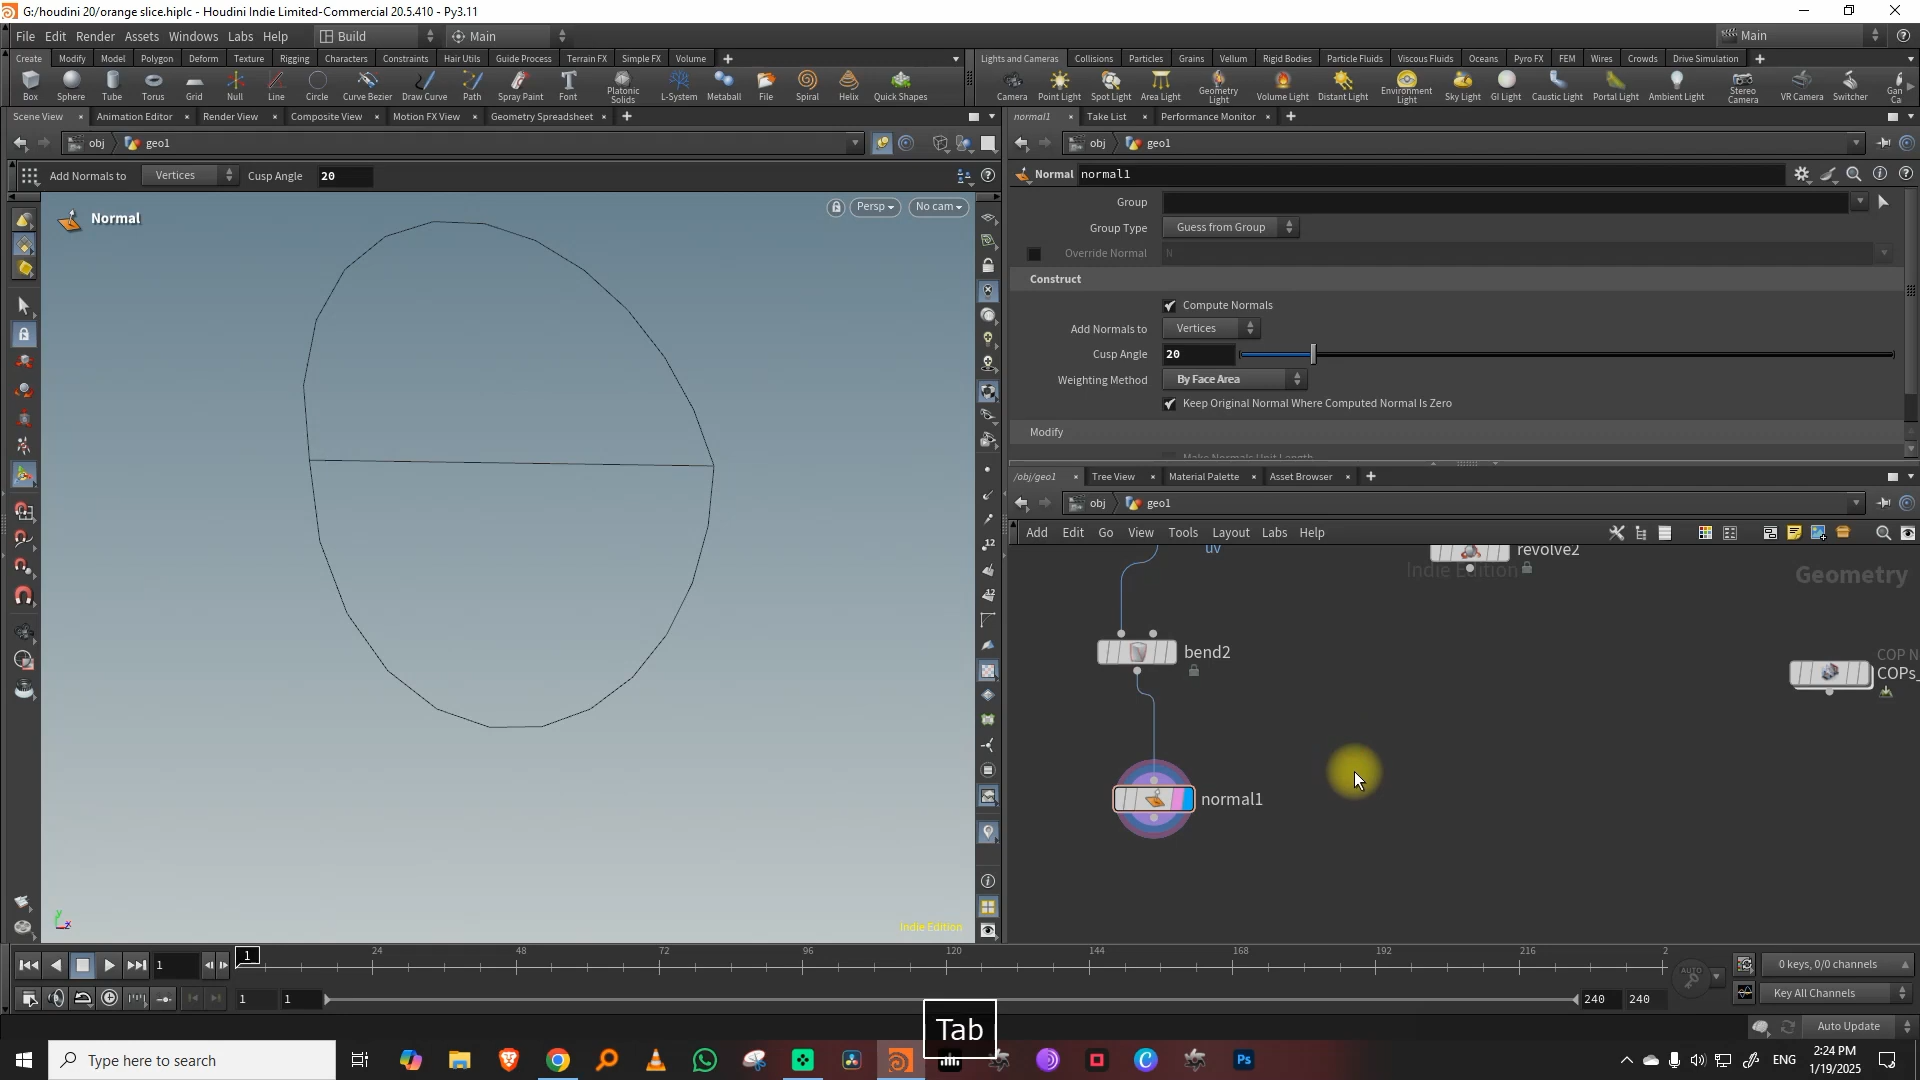 G:/houdini 20/orange slice.hiplc - Houdini Indie Limited-Commercial 20.5.410 - Py3.11
File Edit Render Assets Windows Labs Help Build Main Main
Create Modify Model Polygon Deform Texture Rigging Characters Constraints Hair Utils Guide Process Terrain FX Simple FX Volume
Lights and Cameras Collisions Particles Grains Vellum Rigid Bodies Particle Fluids Viscous Fluids Oceans Pyro FX FEM Wires Crowds Drive Simulation
Box Sphere Tube Torus Grid Null Line Circle Curve Bezier Draw Curve Path Spray Paint Font Platonic Solids L-System Metaball File Spiral Helix Quick Shapes
Camera Point Light Spot Light Area Light Geometry Light Volume Light Distant Light Environment Light Sky Light GI Light Caustic Light Portal Light Ambient Light Stereo Camera VR Camera Switcher Gan Ca
Scene View Animation Editor Render View Composite View Motion FX View Geometry Spreadsheet
normal1 Take List Performance Monitor
obj geo1
obj geo1
Add Normals to Vertices Cusp Angle 20
Normal normal1
Normal
Persp No cam
Group
Group Type Guess from Group
Override Normal N
Construct
Compute Normals
Add Normals to Vertices
Cusp Angle 20
Weighting Method By Face Area
Keep Original Normal Where Computed Normal Is Zero
Modify
Make Normals Unit Length
/obj/geo1 Tree View Material Palette Asset Browser
obj geo1
Add Edit Go View Tools Layout Labs Help
uv
revolve2
Indie Edition
Geometry
bend2
COP N
COPs_
normal1
Indie Edition
1 24 48 72 96 120 144 168 192 216 2
1
0 keys, 0/0 channels
AUTO
1 1 240 240
Key All Channels
Tab
Auto Update
Type here to search
ENG
2:24 PM
1/19/2025